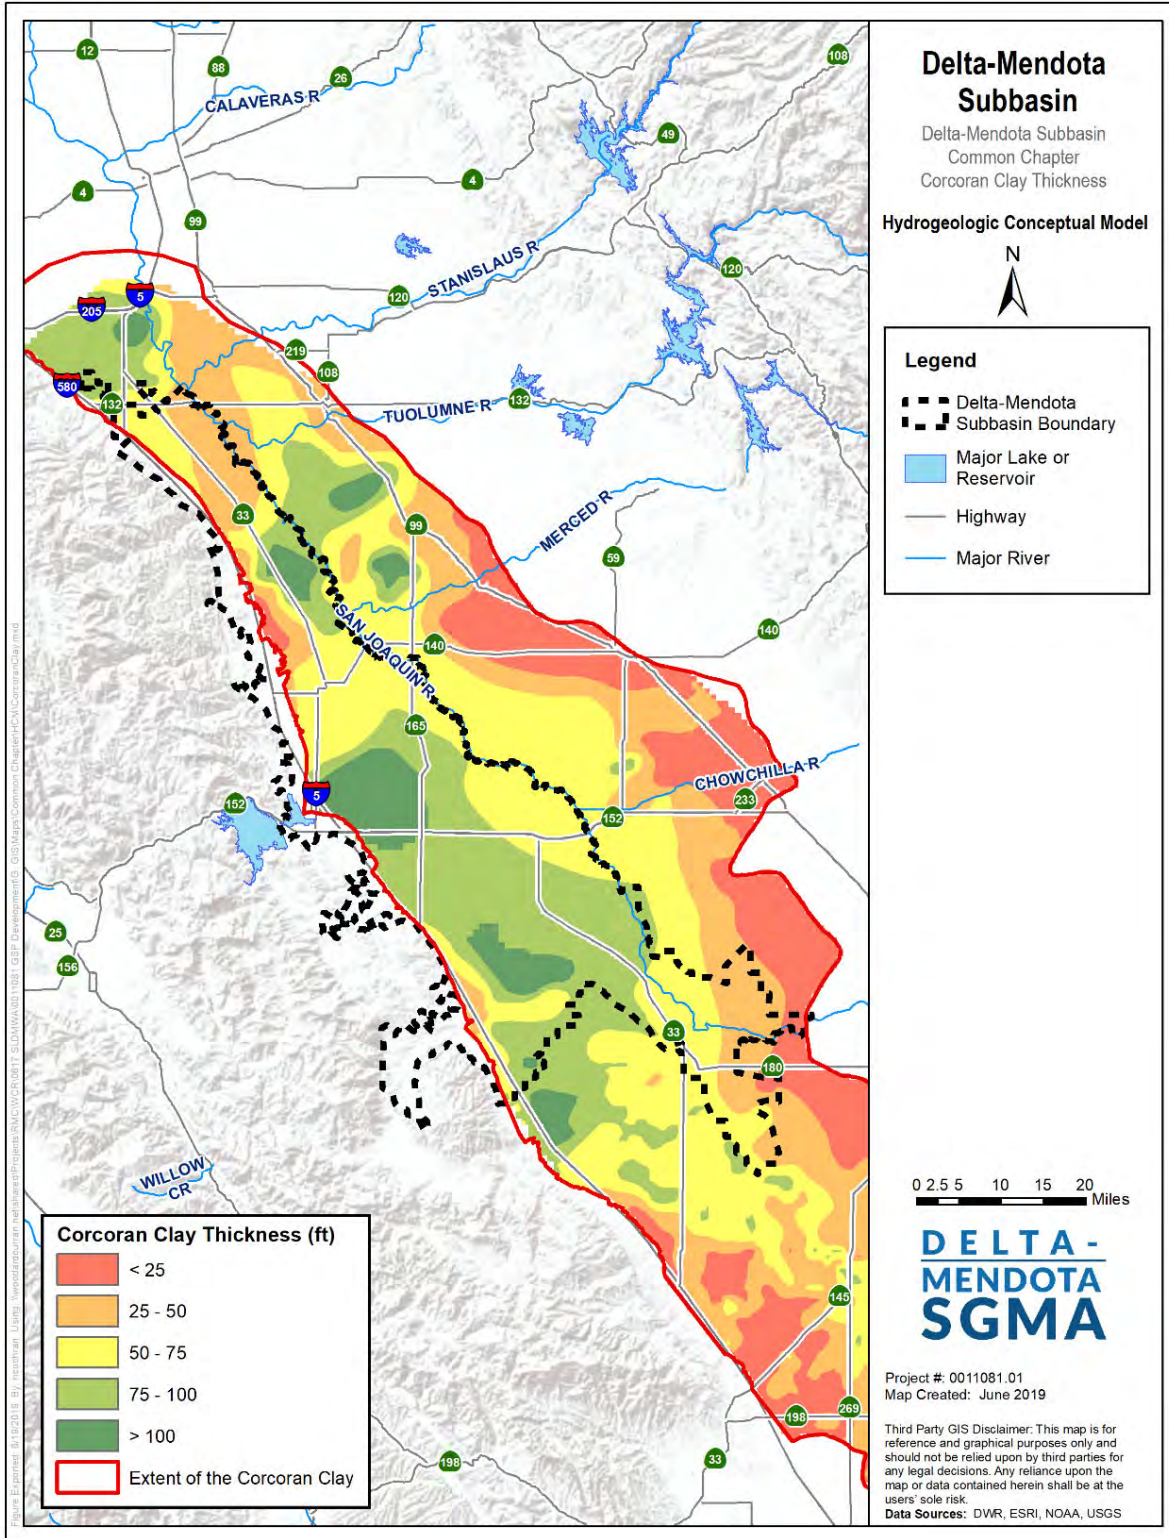 Delta-Mendota
Subbasin
Delta-Mendota Subbasin
Common Chapter
Corcoran Clay Thickness
Hydrogeologic Conceptual Model
N
Legend
Delta-Mendota
Subbasin Boundary
Major Lake or
Reservoir
Highway
Major River
12
88
26
108
CALAVERAS R
49
4
4
99
STANISLAUS R
120
120
5
205
219
108
580
132
132
TUOLUMNE R
33
99
MERCED R
59
SAN JOAQUIN R
140
140
165
CHOWCHILLA R
5
152
233
152
25
156
33
180
WILLOW
CR
145
269
198
198
33
Corcoran Clay Thickness (ft)
< 25
25 - 50
50 - 75
75 - 100
> 100
Extent of the Corcoran Clay
0 2.5 5 10 15 20
Miles
DELTA-
MENDOTA
SGMA
Project #: 0011081.01
Map Created: June 2019
Third Party GIS Disclaimer: This map is for
reference and graphical purposes only and
should not be relied upon by third parties for
any legal decisions. Any reliance upon the
map or data contained herein shall be at the
users' sole risk.
Data Sources: DWR, ESRI, NOAA, USGS